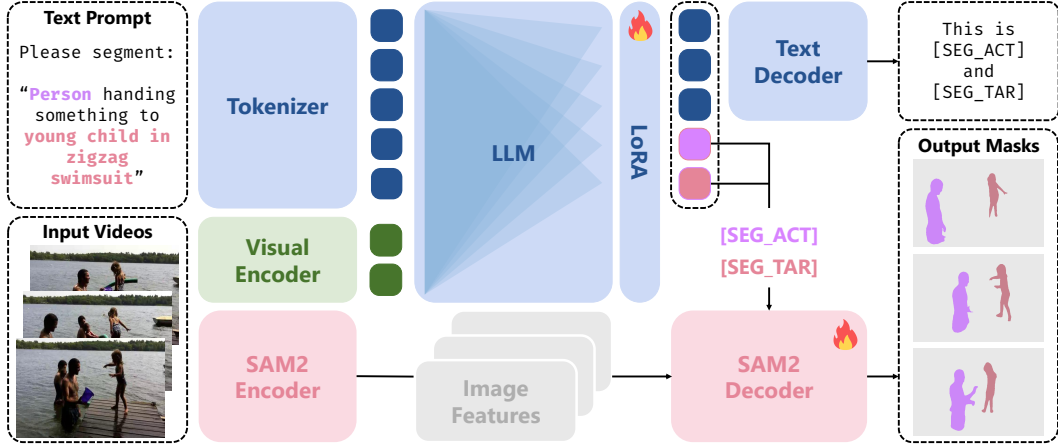 Text Prompt
Please segment:
“Person handing
something to
young child in
zigzag
swimsuit”
Input Videos
Tokenizer
Visual
Encoder
SAM2
Encoder
LLM
LoRA
Image
Features
Text
Decoder
[SEG_ACT]
[SEG_TAR]
SAM2
Decoder
This is
[SEG_ACT]
and
[SEG_TAR]
Output Masks